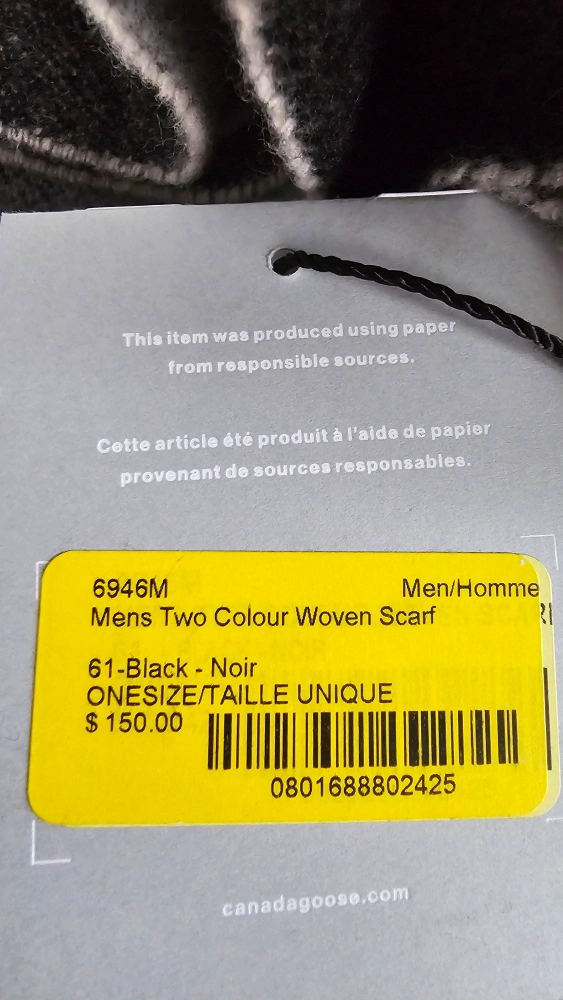 This item was produced using paper
from responsible sources.
Cette article été produit à l'aide de papier
provenant de sources responsables.
6946M Men/Homme
Mens Two Colour Woven Scarf
61-Black - Noir
ONESIZE/TAILLE UNIQUE
$ 150.00
0801688802425
canadagoose.com